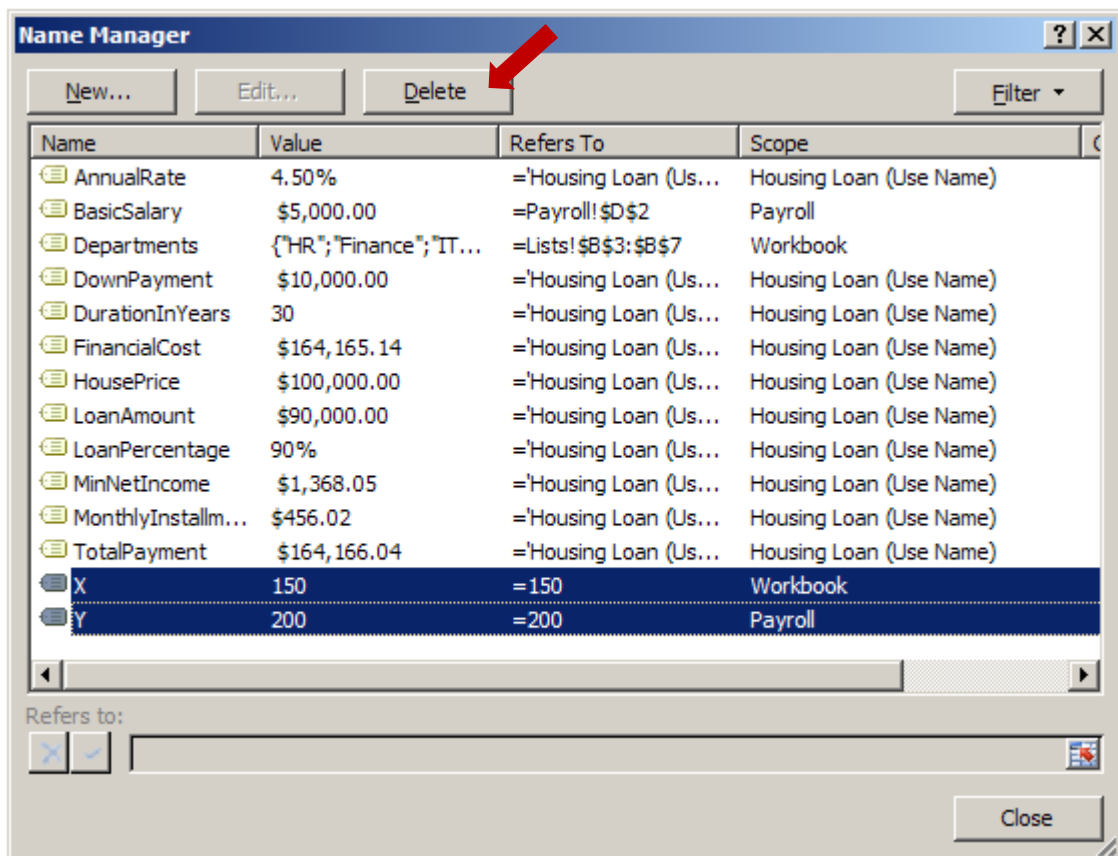 Name Manager
New... Edit... Delete Filter
Name Value Refers To Scope C
AnnualRate 4.50% ='Housing Loan (Us... Housing Loan (Use Name)
BasicSalary $5,000.00 =Payroll!$D$2 Payroll
Departments {"HR";"Finance";"IT... =Lists!$B$3:$B$7 Workbook
DownPayment $10,000.00 ='Housing Loan (Us... Housing Loan (Use Name)
DurationInYears 30 ='Housing Loan (Us... Housing Loan (Use Name)
FinancialCost $164,165.14 ='Housing Loan (Us... Housing Loan (Use Name)
HousePrice $100,000.00 ='Housing Loan (Us... Housing Loan (Use Name)
LoanAmount $90,000.00 ='Housing Loan (Us... Housing Loan (Use Name)
LoanPercentage 90% ='Housing Loan (Us... Housing Loan (Use Name)
MinNetIncome $1,368.05 ='Housing Loan (Us... Housing Loan (Use Name)
MonthlyInstallm... $456.02 ='Housing Loan (Us... Housing Loan (Use Name)
TotalPayment $164,166.04 ='Housing Loan (Us... Housing Loan (Use Name)
X 150 =150 Workbook
Y 200 =200 Payroll
Refers to:
Close